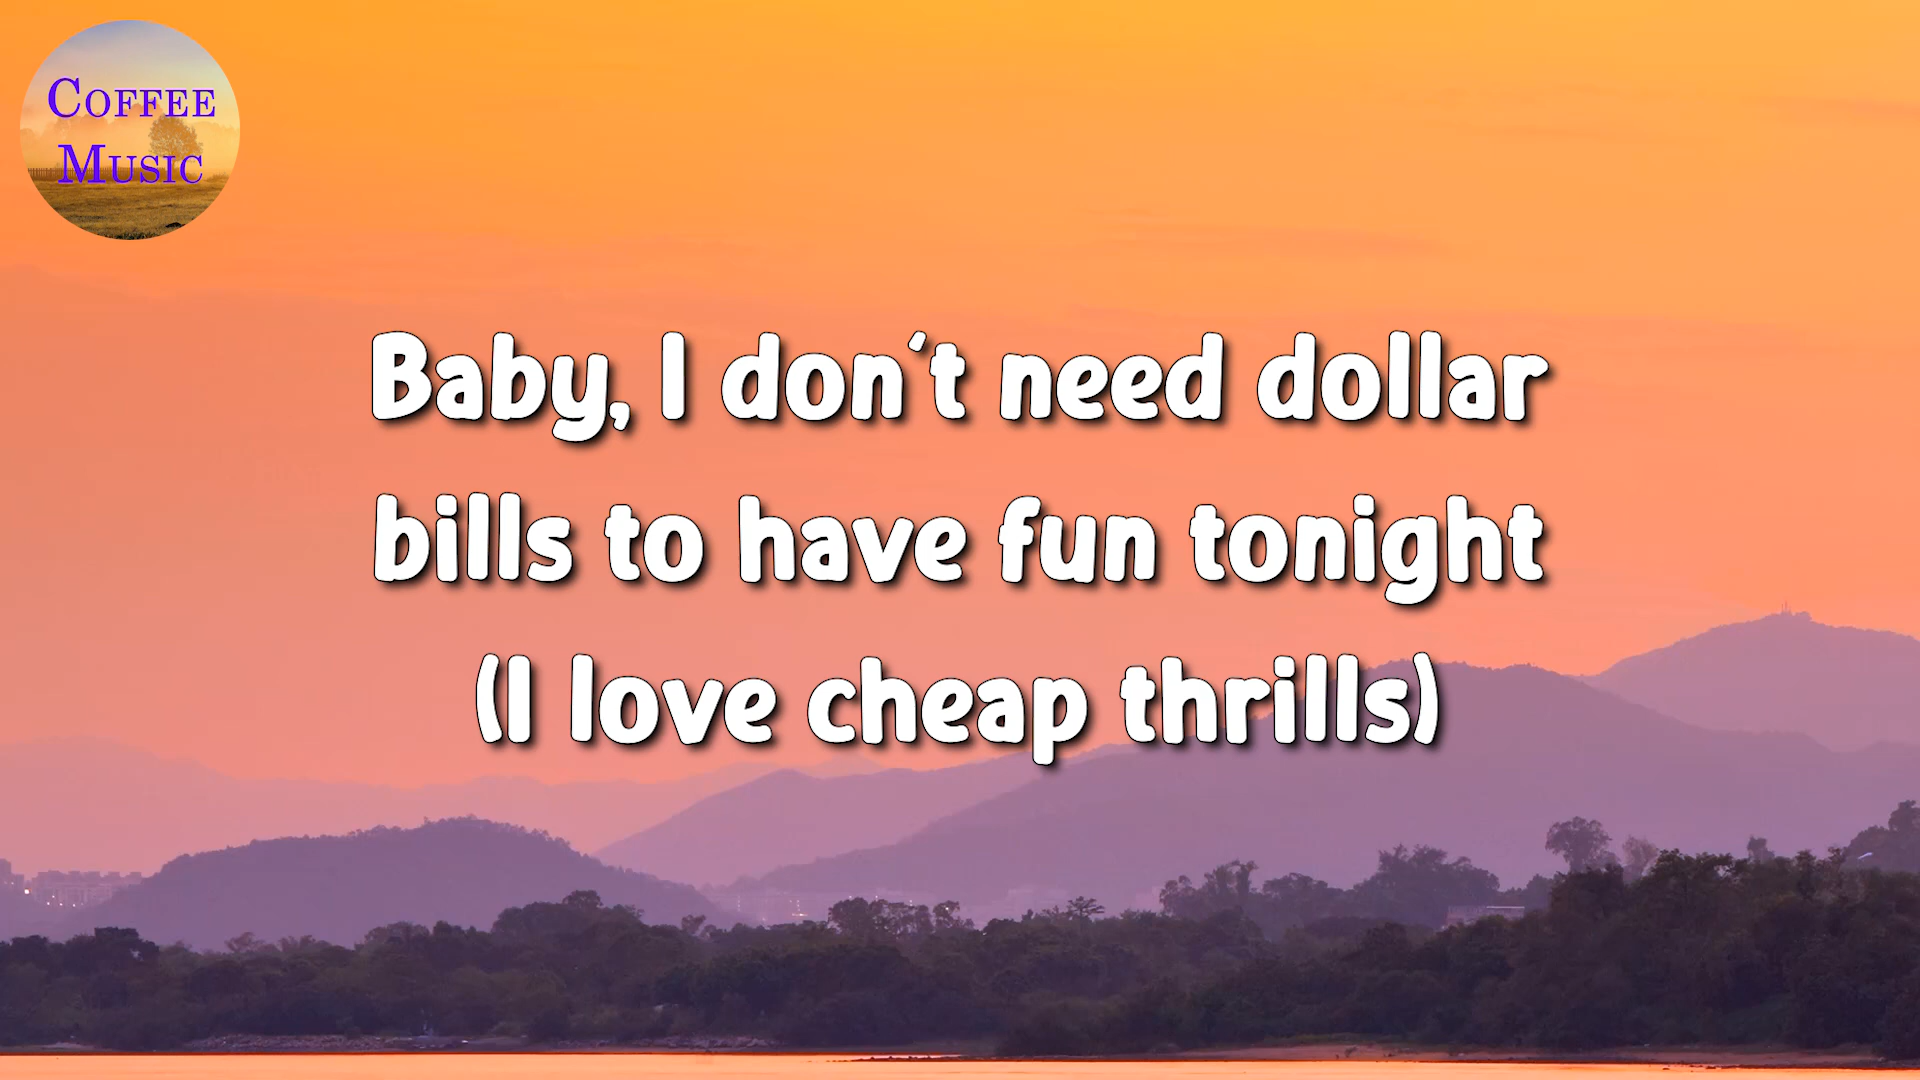 COFFEE
MUSIC
Baby, I don't need dollar
bills to have fun tonight
(I love cheap thrills)